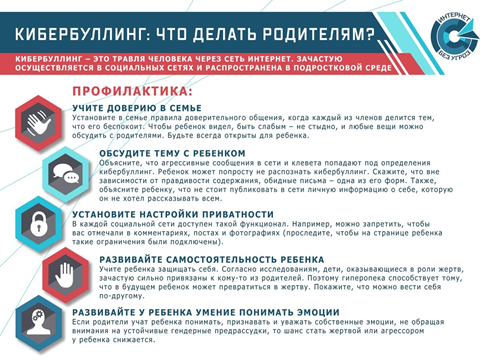 КИБЕРБУЛЛИНГ: ЧТО ДЕЛАТЬ РОДИТЕЛЯМ?
ИНТЕРНЕТ
БЕЗ УГРОЗ
КИБЕРБУЛЛИНГ – ЭТО ТРАВЛЯ ЧЕЛОВЕКА ЧЕРЕЗ СЕТЬ ИНТЕРНЕТ. ЗАЧАСТУЮ
ОСУЩЕСТВЛЯЕТСЯ В СОЦИАЛЬНЫХ СЕТЯХ И РАСПРОСТРАНЕНА В ПОДРОСТКОВОЙ СРЕДЕ
ПРОФИЛАКТИКА:
УЧИТЕ ДОВЕРИЮ В СЕМЬЕ
Установите в семье правила доверительного общения, когда каждый из членов делится тем,
что его беспокоит. Чтобы ребенок видел, быть слабым – не стыдно, и любые вещи можно
обсудить с родителями. Будьте всегда открыты для ребенка.
ОБСУДИТЕ ТЕМУ С РЕБЕНКОМ
Объясните, что агрессивные сообщения в сети и клевета попадают под определения
кибербуллинг. Ребенок может попросту не распознать кибербуллинг. Скажите, что вне
зависимости от правдивости содержания, обидные письма – одна из его форм. Также,
объясните ребенку, что не стоит публиковать в сети личную информацию о себе, которую
он не хотел рассказывать всем.
УСТАНОВИТЕ НАСТРОЙКИ ПРИВАТНОСТИ
В каждой социальной сети доступен такой функционал. Например, можно запретить, чтобы
вас отмечали в комментариях, постах и фотографиях (проследите, чтобы на странице ребенка
такие ограничения были подключены).
РАЗВИВАЙТЕ САМОСТОЯТЕЛЬНОСТЬ РЕБЕНКА
Учите ребенка защищать себя. Согласно исследованиям, дети, оказывающиеся в роли жертв,
зачастую сильно привязаны к кому-то из родителей. Поэтому гиперопека способствует тому,
что в будущем ребенок может превратиться в жертву. Покажите, что можно вести себя
по-другому.
РАЗВИВАЙТЕ У РЕБЕНКА УМЕНИЕ ПОНИМАТЬ ЭМОЦИИ
Если родители учат ребенка понимать, признавать и уважать собственные эмоции, не обращая
внимания на устойчивые гендерные предрассудки, то шанс стать жертвой или агрессором
у ребенка снижается.